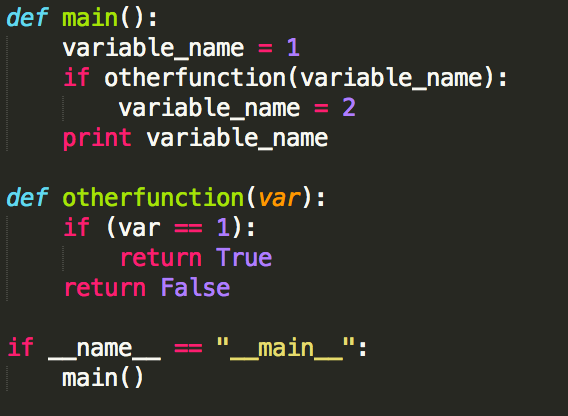 def main():
    variable_name = 1
    if otherfunction(variable_name):
        variable_name = 2
    print variable_name

def otherfunction(var):
    if (var == 1):
        return True
    return False

if __name__ == "__main__":
    main()